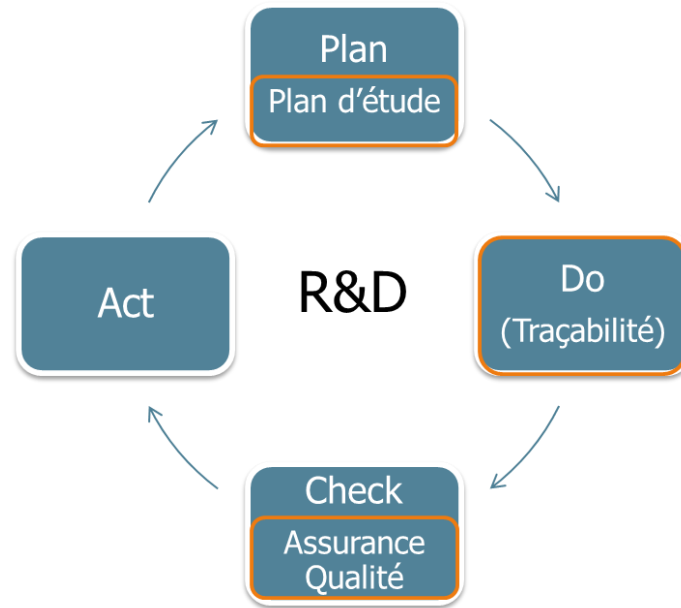 Plan
Plan d'étude
Act
R&D
Do
(Traçabilité)
Check
Assurance
Qualité